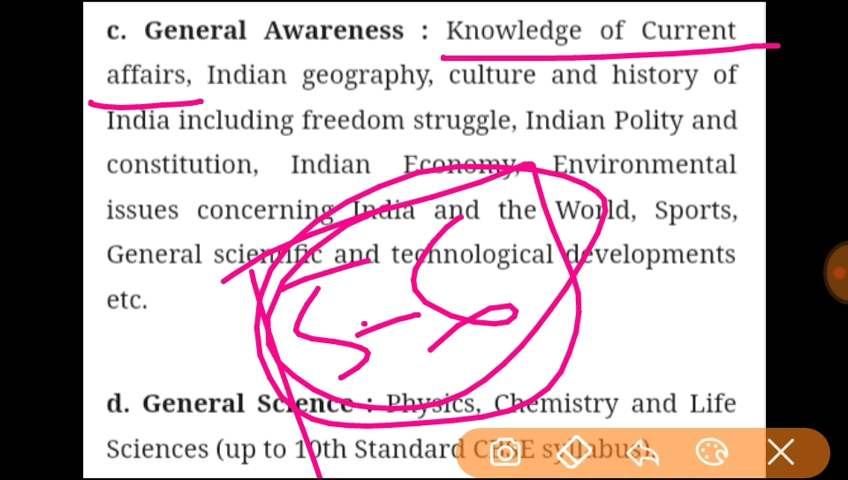 c. General Awareness : Knowledge of Current
affairs, Indian geography, culture and history of
India including freedom struggle, Indian Polity and
constitution, Indian Economy, Environmental
issues concerning India and the World, Sports,
General scientific and technological developments
etc.
d. General Science : Physics, Chemistry and Life
Sciences (up to 10th Standard CBSE syllabus).